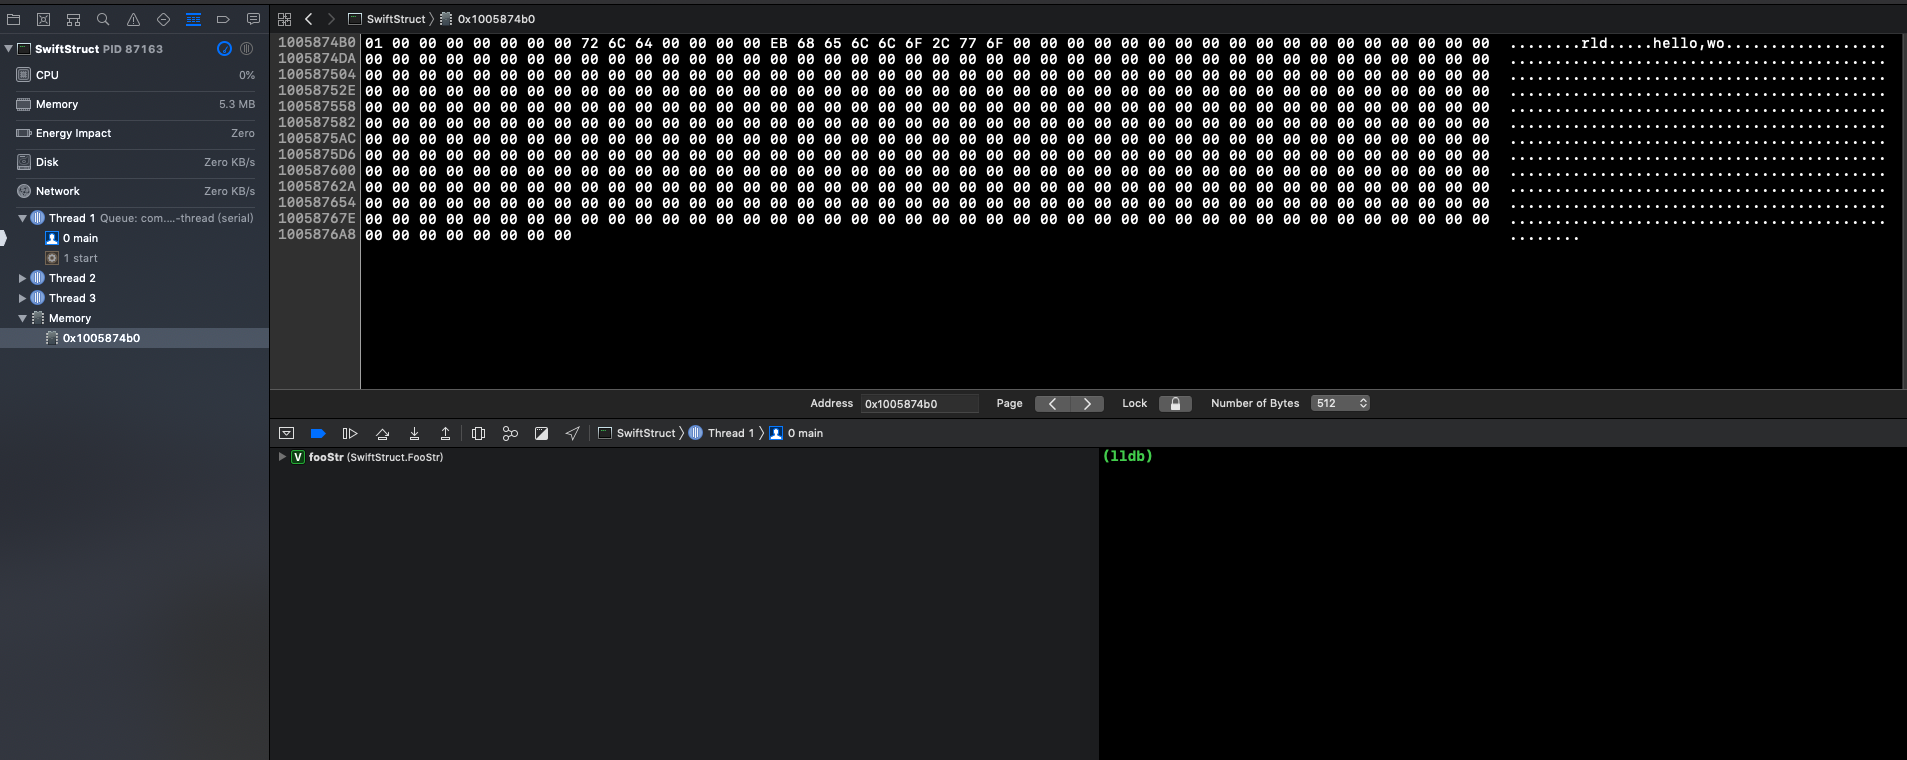 SwiftStruct PID 87163
CPU 0%
Memory 5.3 MB
Energy Impact Zero
Disk Zero KB/s
Network Zero KB/s
Thread 1 Queue: com....-thread (serial)
0 main
1 start
Thread 2
Thread 3
Memory
0x1005874b0
SwiftStruct 0x1005874b0
1005874B0 01 00 00 00 00 00 00 00 72 6C 64 00 00 00 00 EB 68 65 6C 6C 6F 2C 77 6F 00 00 00 00 00 00 00 00 00 00 00 00 00 00 00 00 00 00 ........rld.....hello,wo..................
1005874DA 00 00 00 00 00 00 00 00 00 00 00 00 00 00 00 00 00 00 00 00 00 00 00 00 00 00 00 00 00 00 00 00 00 00 00 00 00 00 00 00 00 00 ..........................................
100587504 00 00 00 00 00 00 00 00 00 00 00 00 00 00 00 00 00 00 00 00 00 00 00 00 00 00 00 00 00 00 00 00 00 00 00 00 00 00 00 00 00 00 ..........................................
10058752E 00 00 00 00 00 00 00 00 00 00 00 00 00 00 00 00 00 00 00 00 00 00 00 00 00 00 00 00 00 00 00 00 00 00 00 00 00 00 00 00 00 00 ..........................................
100587558 00 00 00 00 00 00 00 00 00 00 00 00 00 00 00 00 00 00 00 00 00 00 00 00 00 00 00 00 00 00 00 00 00 00 00 00 00 00 00 00 00 00 ..........................................
100587582 00 00 00 00 00 00 00 00 00 00 00 00 00 00 00 00 00 00 00 00 00 00 00 00 00 00 00 00 00 00 00 00 00 00 00 00 00 00 00 00 00 00 ..........................................
1005875AC 00 00 00 00 00 00 00 00 00 00 00 00 00 00 00 00 00 00 00 00 00 00 00 00 00 00 00 00 00 00 00 00 00 00 00 00 00 00 00 00 00 00 ..........................................
1005875D6 00 00 00 00 00 00 00 00 00 00 00 00 00 00 00 00 00 00 00 00 00 00 00 00 00 00 00 00 00 00 00 00 00 00 00 00 00 00 00 00 00 00 ..........................................
100587600 00 00 00 00 00 00 00 00 00 00 00 00 00 00 00 00 00 00 00 00 00 00 00 00 00 00 00 00 00 00 00 00 00 00 00 00 00 00 00 00 00 00 ..........................................
10058762A 00 00 00 00 00 00 00 00 00 00 00 00 00 00 00 00 00 00 00 00 00 00 00 00 00 00 00 00 00 00 00 00 00 00 00 00 00 00 00 00 00 00 ..........................................
100587654 00 00 00 00 00 00 00 00 00 00 00 00 00 00 00 00 00 00 00 00 00 00 00 00 00 00 00 00 00 00 00 00 00 00 00 00 00 00 00 00 00 00 ..........................................
10058767E 00 00 00 00 00 00 00 00 00 00 00 00 00 00 00 00 00 00 00 00 00 00 00 00 00 00 00 00 00 00 00 00 00 00 00 00 00 00 00 00 00 00 ..........................................
1005876A8 00 00 00 00 00 00 00 00 ........
Address 0x1005874b0 Page Lock Number of Bytes 512
SwiftStruct Thread 1 0 main
V fooStr (SwiftStruct.FooStr)
(lldb)